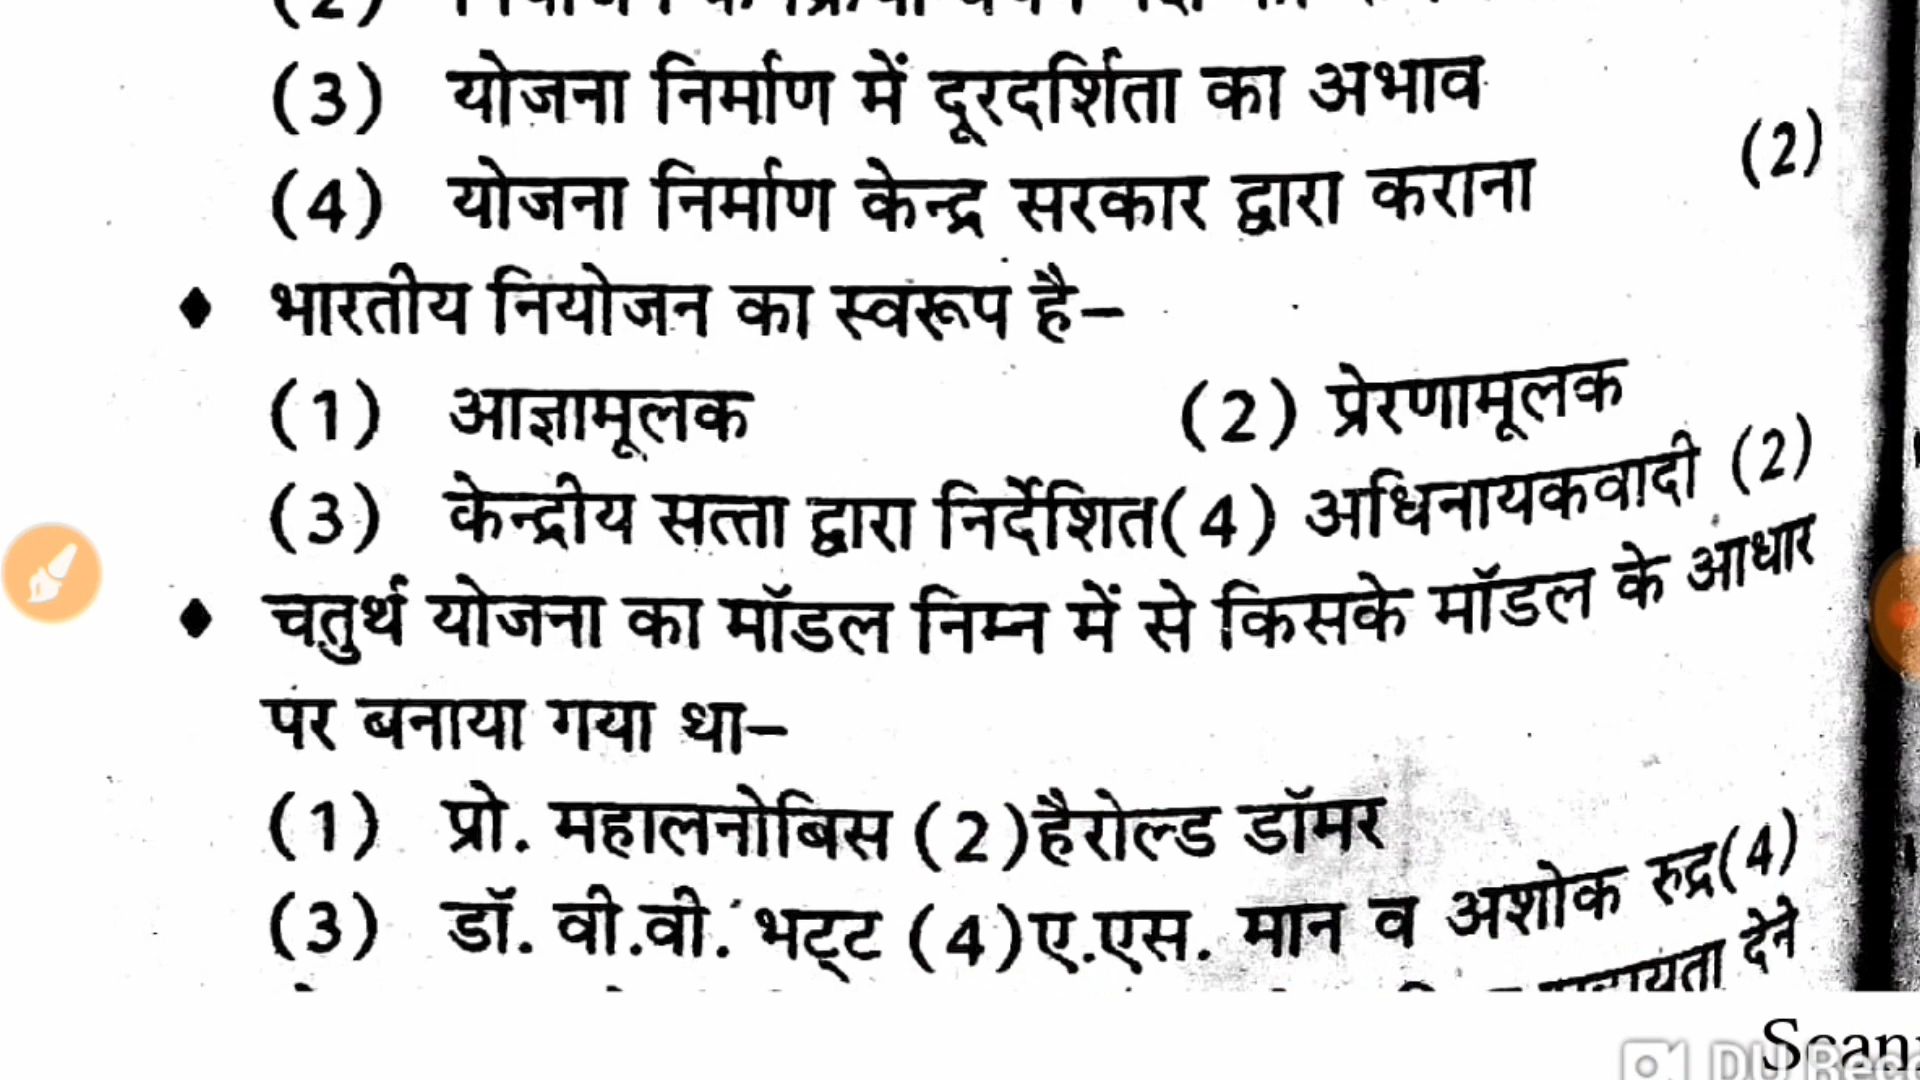 (3) योजना निर्माण में दूरदर्शिता का अभाव
(4) योजना निर्माण केन्द्र सरकार द्वारा कराना (2)
♦ भारतीय नियोजन का स्वरूप है–
(1) आज्ञामूलक (2) प्रेरणामूलक
(3) केन्द्रीय सत्ता द्वारा निर्देशित(4) अधिनायकवादी (2)
♦ चतुर्थ योजना का मॉडल निम्न में से किसके मॉडल के आधार
पर बनाया गया था–
(1) प्रो. महालनोबिस (2)हैरोल्ड डॉमर
(3) डॉ. वी.वी. भट्ट (4)ए.एस. मान व अशोक रुद्र(4)
देने